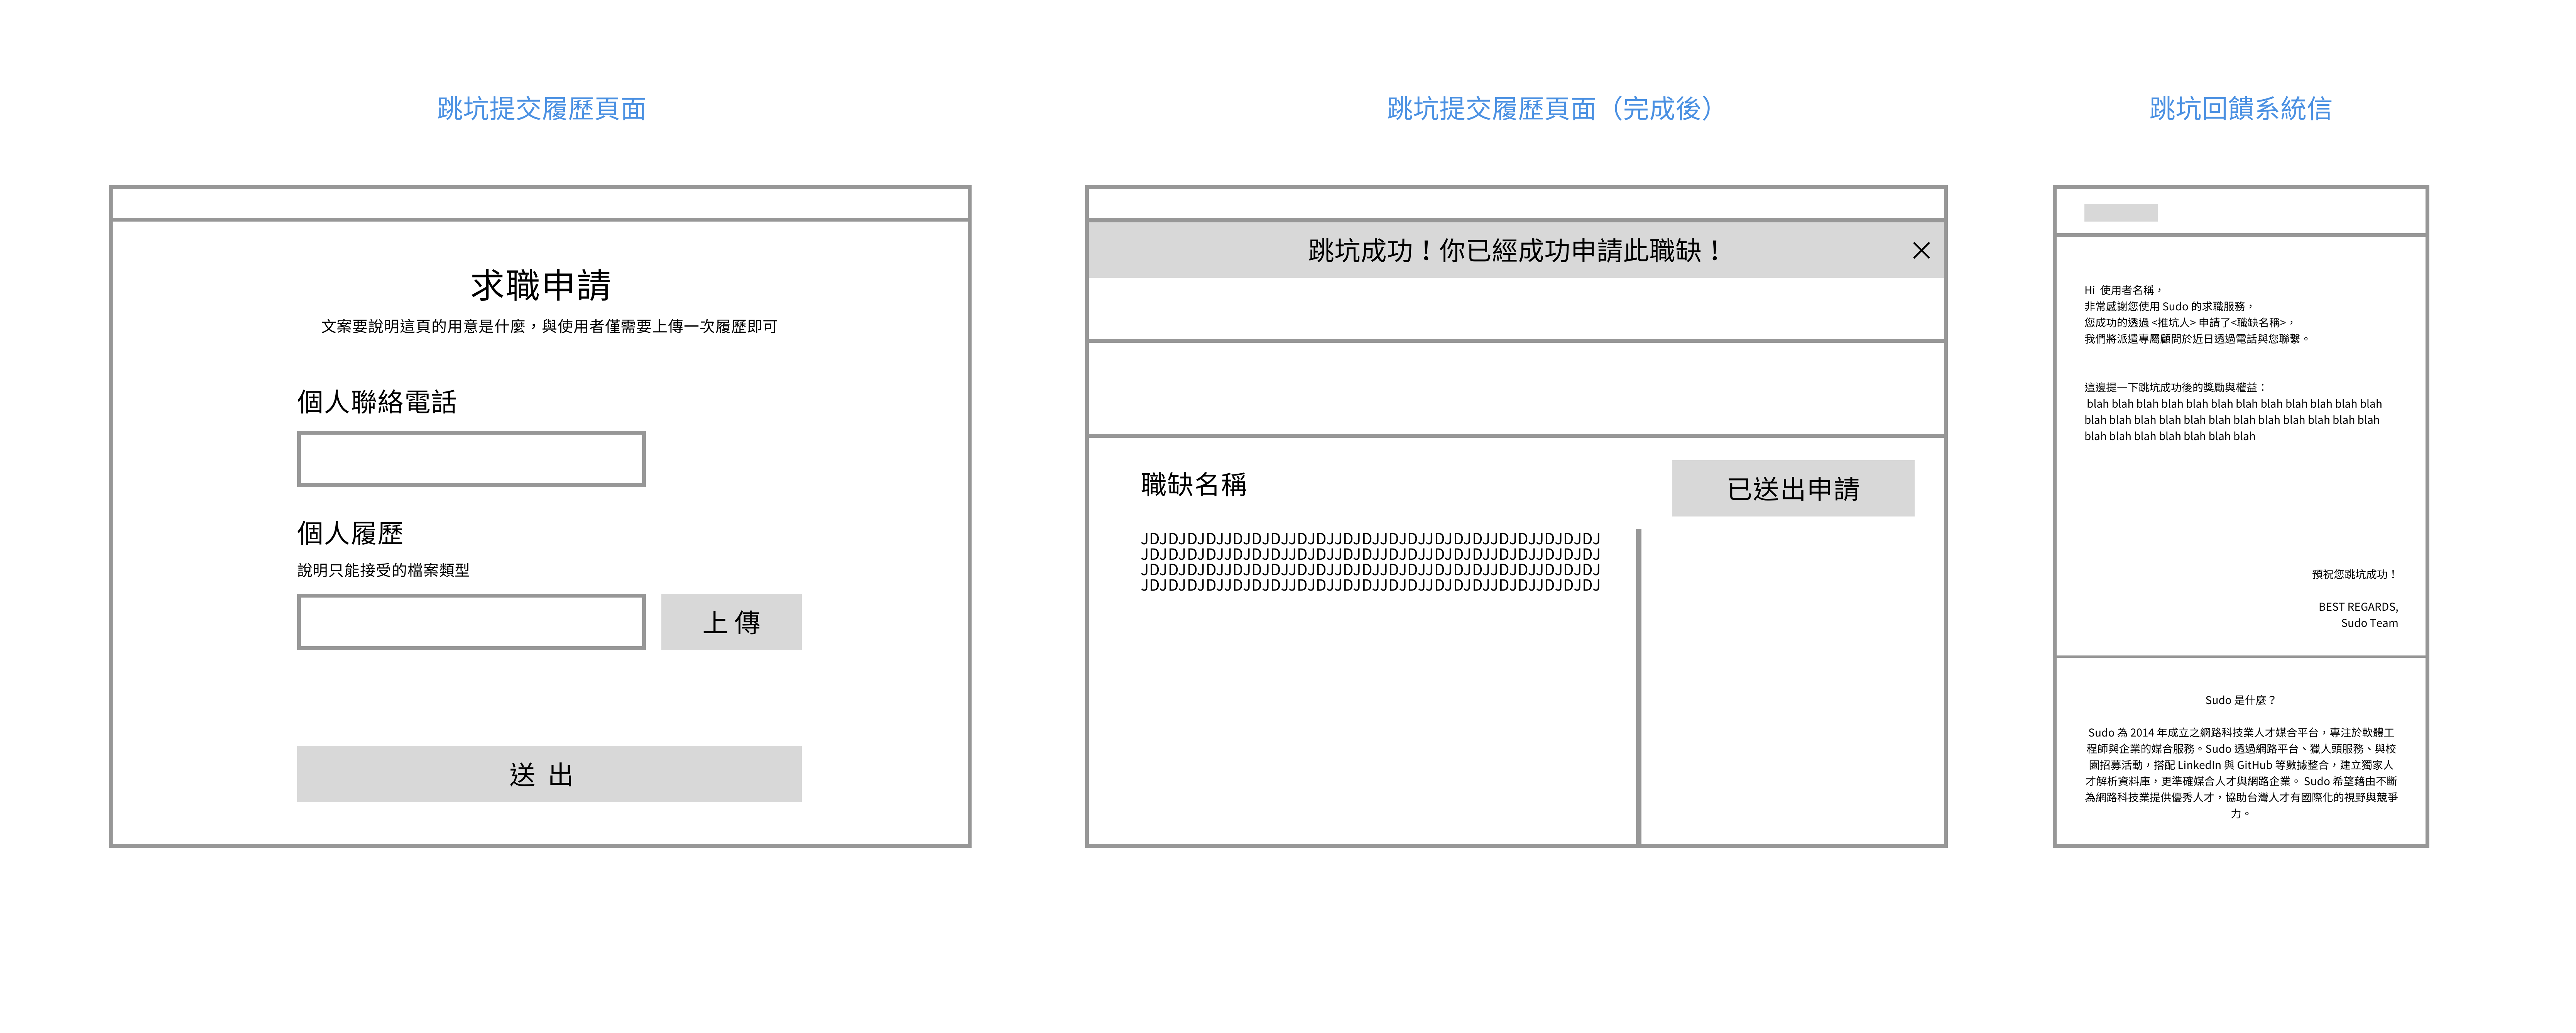 跳坑提交履歷頁面
求職申請
文案要說明這頁的用意是什麼，與使用者僅需要上傳一次履歷即可
個人聯絡電話
個人履歷
說明只能接受的檔案類型
上 傳
送 出
跳坑提交履歷頁面（完成後）
跳坑成功！你已經成功申請此職缺！
職缺名稱
已送出申請
JDJDJDJDJJDJDJDJJDJDJJDJDJJDJDJJDJDJDJJDJDJJDJDJDJ
JDJDJDJDJJDJDJDJJDJDJJDJDJJDJDJJDJDJDJJDJDJJDJDJDJ
JDJDJDJDJJDJDJDJJDJDJJDJDJJDJDJJDJDJDJJDJDJJDJDJDJ
JDJDJDJDJJDJDJDJJDJDJJDJDJJDJDJJDJDJDJJDJDJJDJDJDJ
跳坑回饋系統信
Hi 使用者名稱，
非常感謝您使用 Sudo 的求職服務，
您成功的透過 <推坑人> 申請了<職缺名稱>，
我們將派遣專屬顧問於近日透過電話與您聯繫。
這邊提一下跳坑成功後的獎勵與權益：
blah blah blah blah blah blah blah blah blah blah blah blah
blah blah blah blah blah blah blah blah blah blah blah blah
blah blah blah blah blah blah blah
預祝您跳坑成功！
BEST REGARDS,
Sudo Team
Sudo 是什麼？
Sudo 為 2014 年成立之網路科技業人才媒合平台，專注於軟體工
程師與企業的媒合服務。Sudo 透過網路平台、獵人頭服務、與校
園招募活動，搭配 LinkedIn 與 GitHub 等數據整合，建立獨家人
才解析資料庫，更準確媒合人才與網路企業。 Sudo 希望藉由不斷
為網路科技業提供優秀人才，協助台灣人才有國際化的視野與競爭
力。